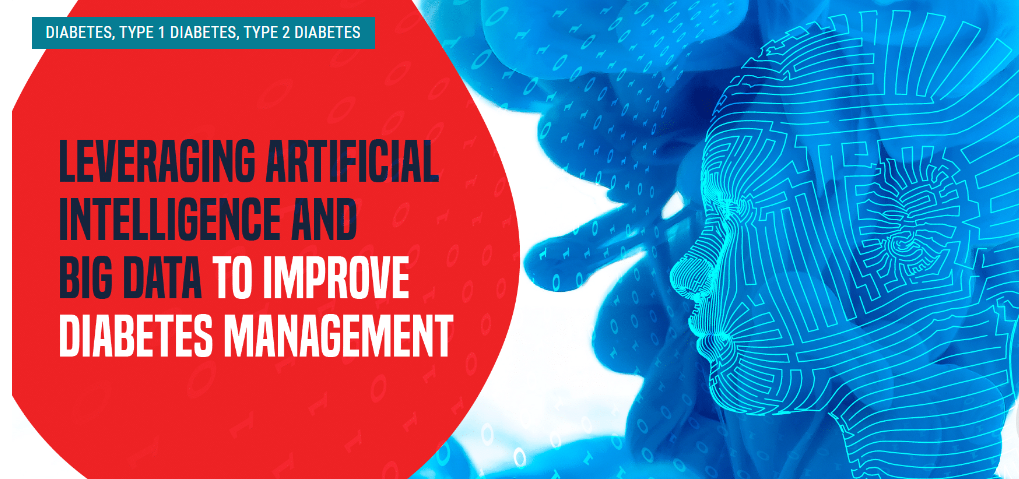 DIABETES, TYPE 1 DIABETES, TYPE 2 DIABETES
LEVERAGING ARTIFICIAL
INTELLIGENCE AND
BIG DATA TO IMPROVE
DIABETES MANAGEMENT